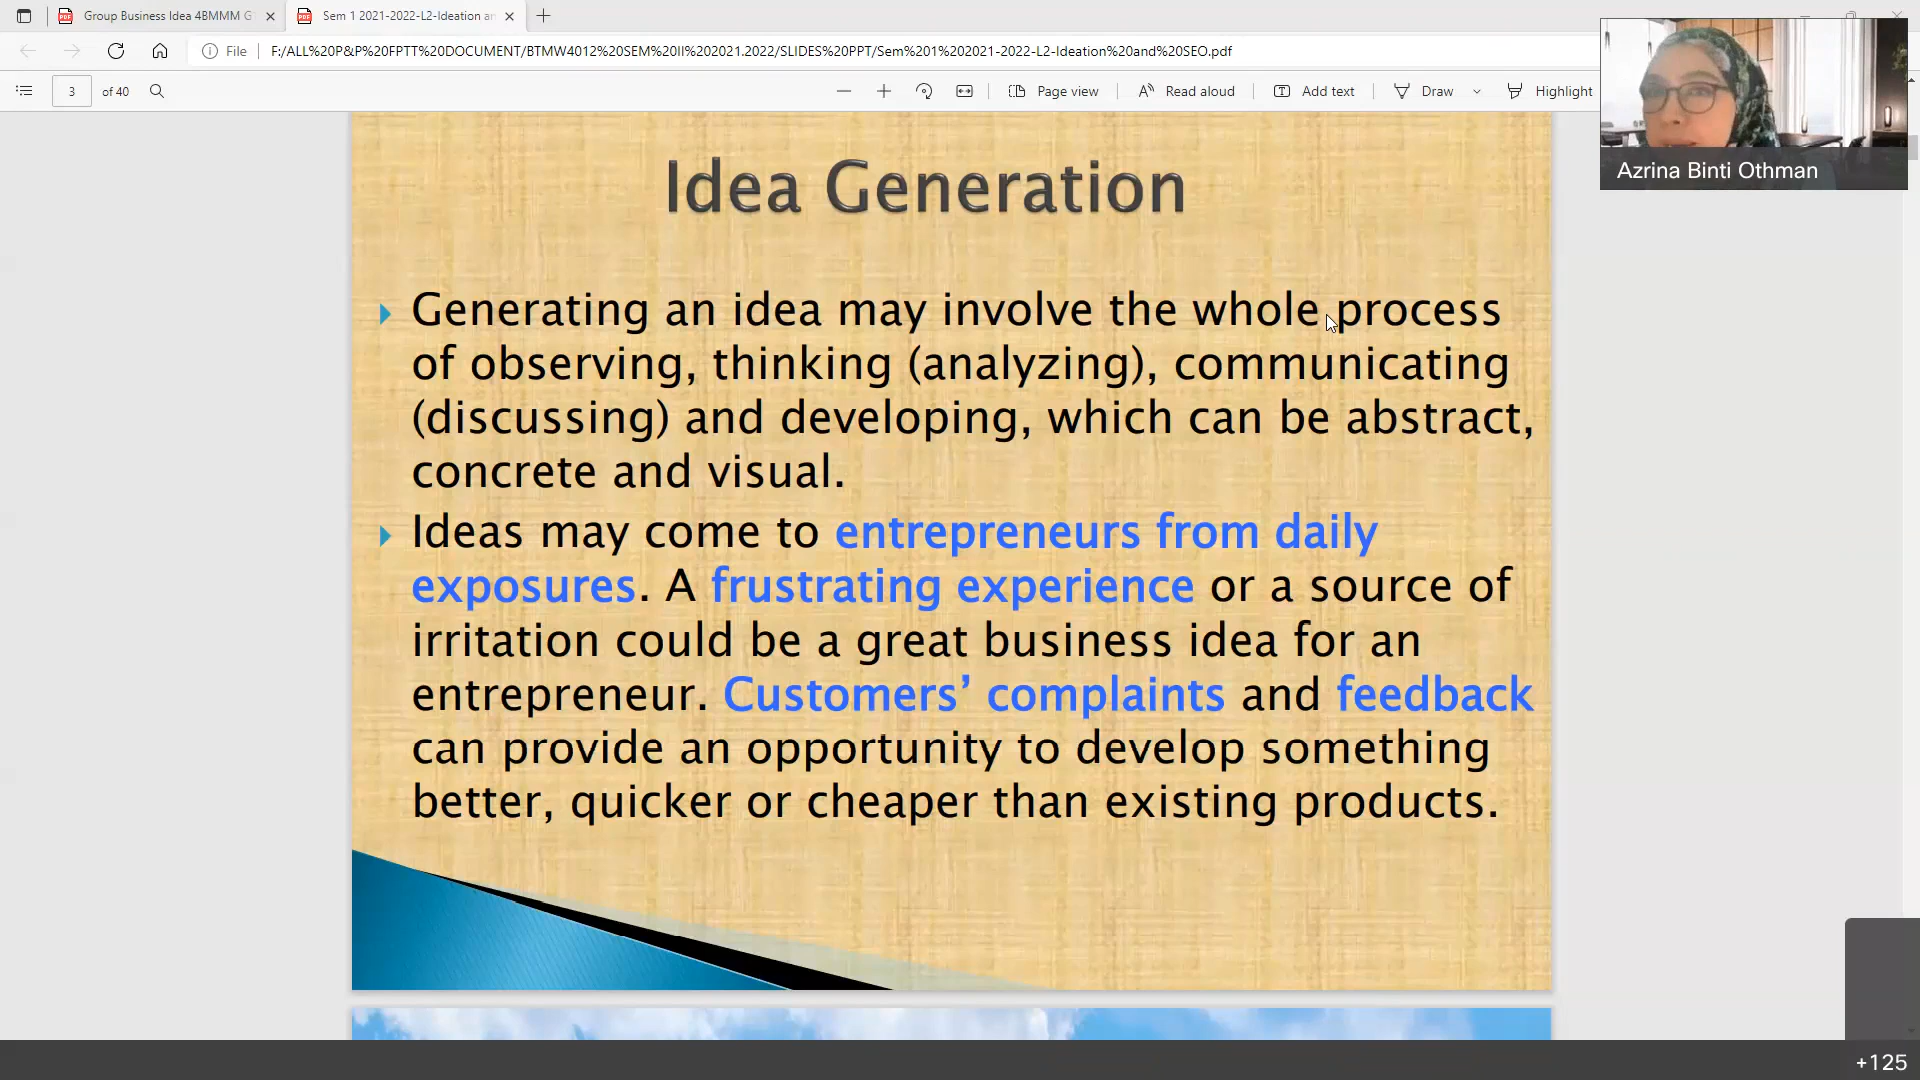 Group Business Idea 4BMMM G
Sem 1 2021-2022-L2-Ideation an
File
F:/ALL%20P&P%20FPTT%20DOCUMENT/BTMW4012%20SEM%20II%202021.2022/SLIDES%20PPT/Sem%201%202021-2022-L2-Ideation%20and%20SEO.pdf
3 of 40
Page view
Read aloud
Add text
Draw
Highlight
Azrina Binti Othman
Idea Generation
Generating an idea may involve the whole process
of observing, thinking (analyzing), communicating
(discussing) and developing, which can be abstract,
concrete and visual.
Ideas may come to entrepreneurs from daily
exposures. A frustrating experience or a source of
irritation could be a great business idea for an
entrepreneur. Customers’ complaints and feedback
can provide an opportunity to develop something
better, quicker or cheaper than existing products.
+125